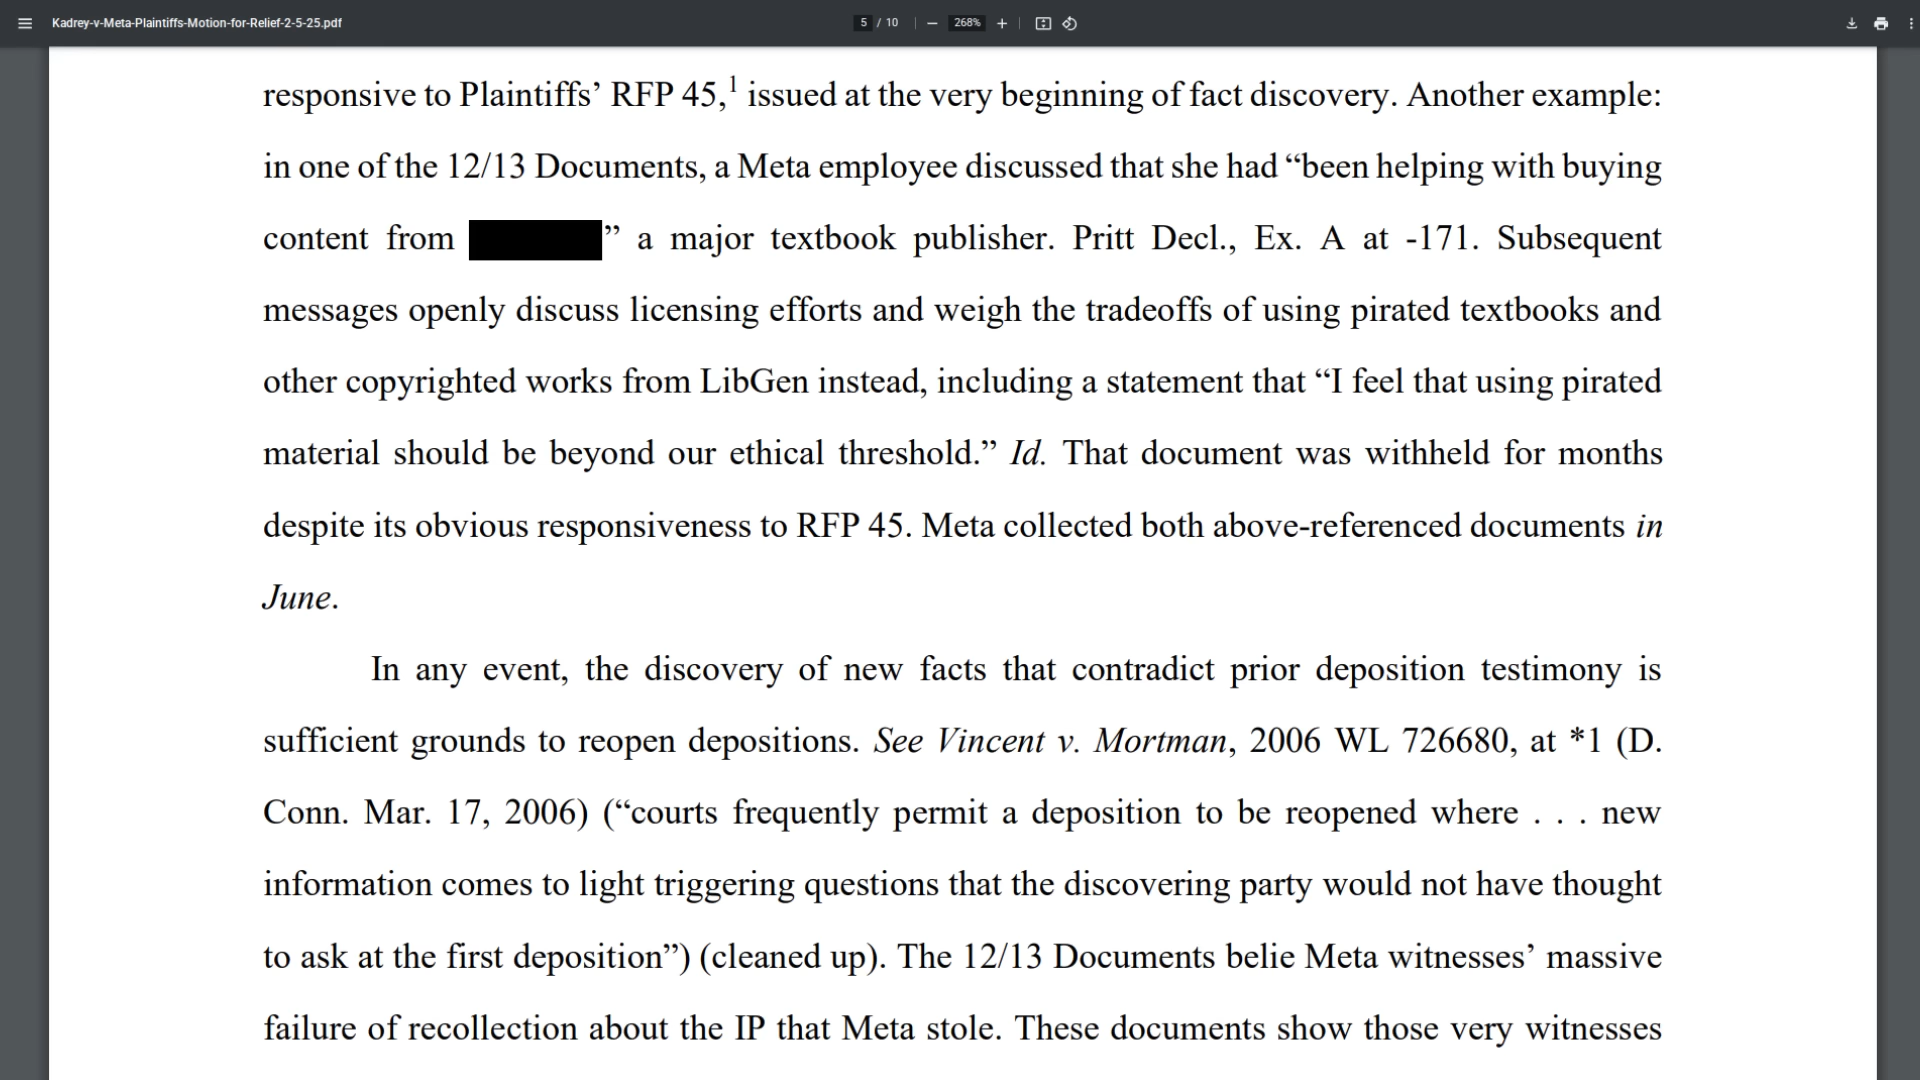 Kadrey-v-Meta-Plaintiffs-Motion-for-Relief-2-5-25.pdf 5 / 10 268%
responsive to Plaintiffs’ RFP 45,1 issued at the very beginning of fact discovery. Another example:
in one of the 12/13 Documents, a Meta employee discussed that she had “been helping with buying
content from ” a major textbook publisher. Pritt Decl., Ex. A at -171. Subsequent
messages openly discuss licensing efforts and weigh the tradeoffs of using pirated textbooks and
other copyrighted works from LibGen instead, including a statement that “I feel that using pirated
material should be beyond our ethical threshold.” Id. That document was withheld for months
despite its obvious responsiveness to RFP 45. Meta collected both above-referenced documents in
June.
In any event, the discovery of new facts that contradict prior deposition testimony is
sufficient grounds to reopen depositions. See Vincent v. Mortman, 2006 WL 726680, at *1 (D.
Conn. Mar. 17, 2006) (“courts frequently permit a deposition to be reopened where . . . new
information comes to light triggering questions that the discovering party would not have thought
to ask at the first deposition”) (cleaned up). The 12/13 Documents belie Meta witnesses’ massive
failure of recollection about the IP that Meta stole. These documents show those very witnesses